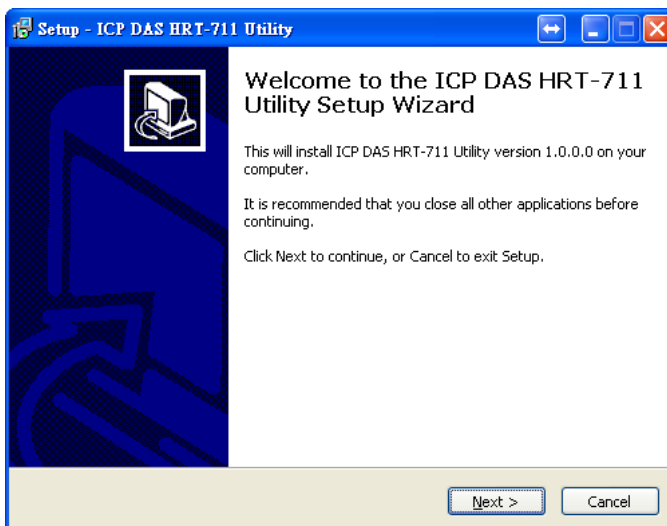 Setup - ICP DAS HRT-711 Utility
Welcome to the ICP DAS HRT-711
Utility Setup Wizard
This will install ICP DAS HRT-711 Utility version 1.0.0.0 on your
computer.
It is recommended that you close all other applications before
continuing.
Click Next to continue, or Cancel to exit Setup.
Next >
Cancel